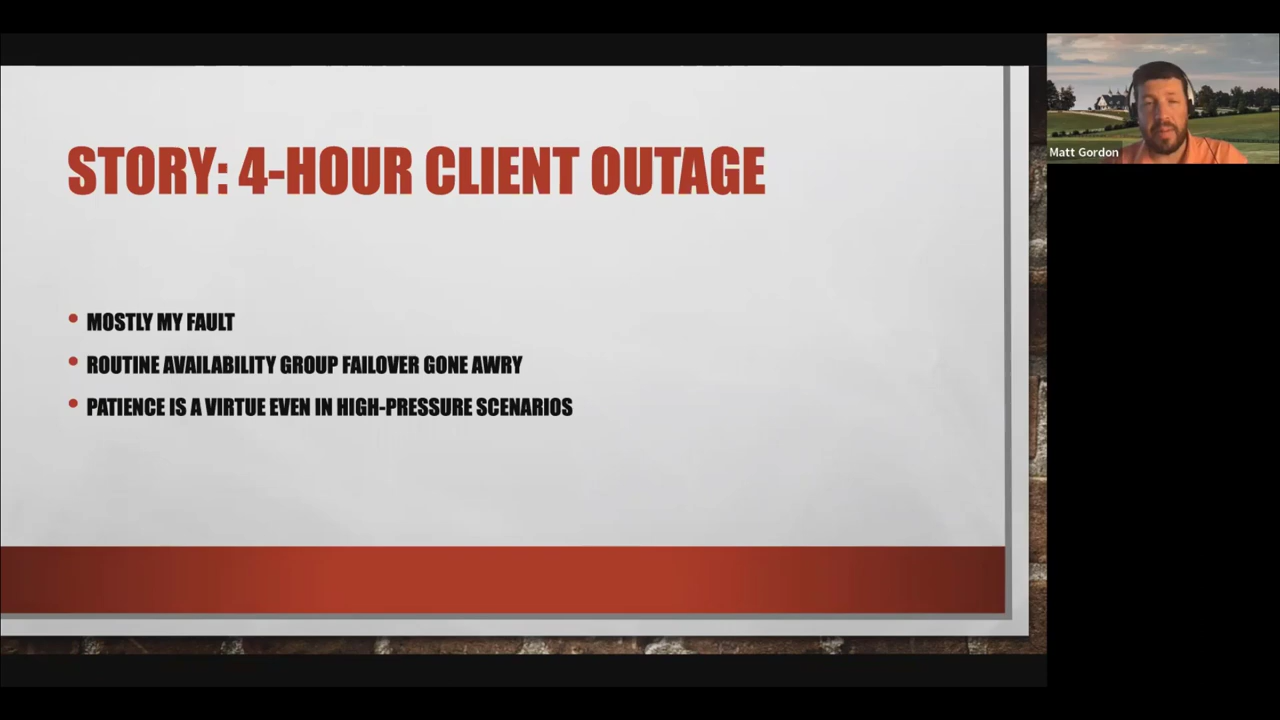 STORY: 4-HOUR CLIENT OUTAGE
• MOSTLY MY FAULT
• ROUTINE AVAILABILITY GROUP FAILOVER GONE AWRY
• PATIENCE IS A VIRTUE EVEN IN HIGH-PRESSURE SCENARIOS
Matt Gordon